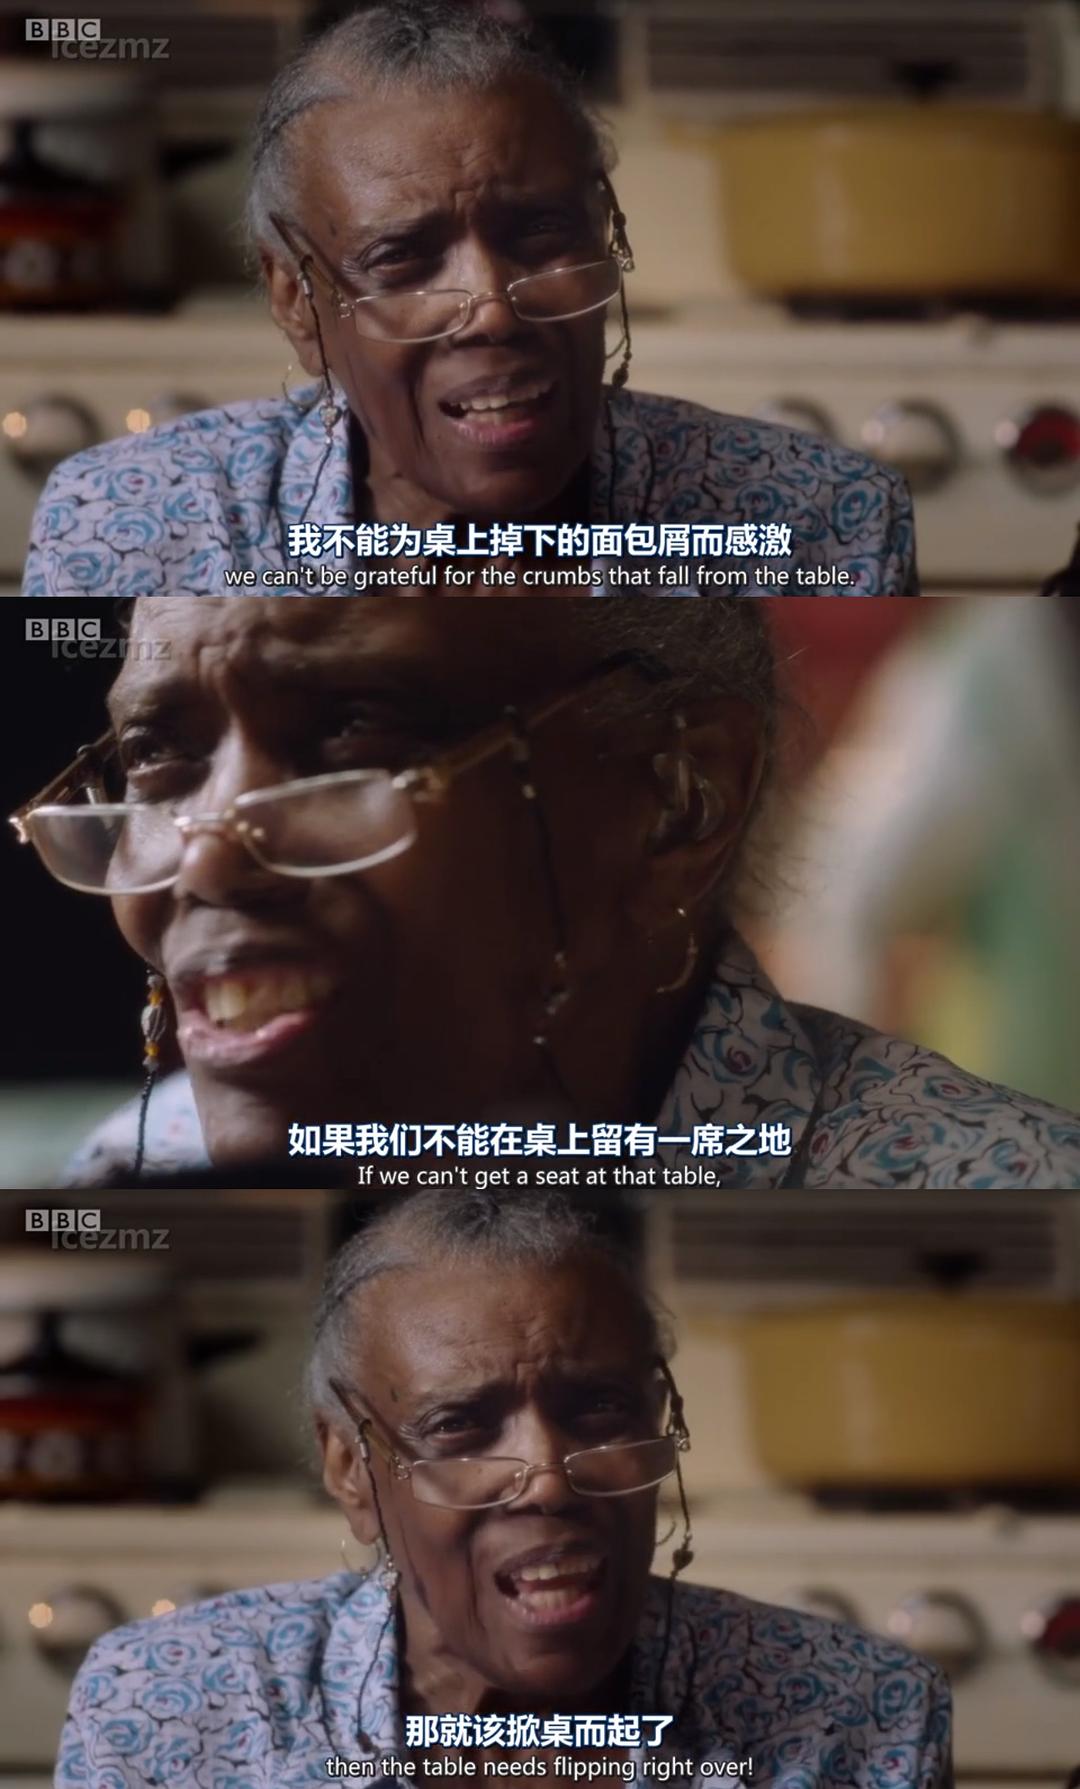 BBC
icezmz
我不能为桌上掉下的面包屑而感激
we can't be grateful for the crumbs that fall from the table.
BBC
icezmz
如果我们不能在桌上留有一席之地
If we can't get a seat at that table,
BBC
icezmz
那就该掀桌而起了
then the table needs flipping right over!